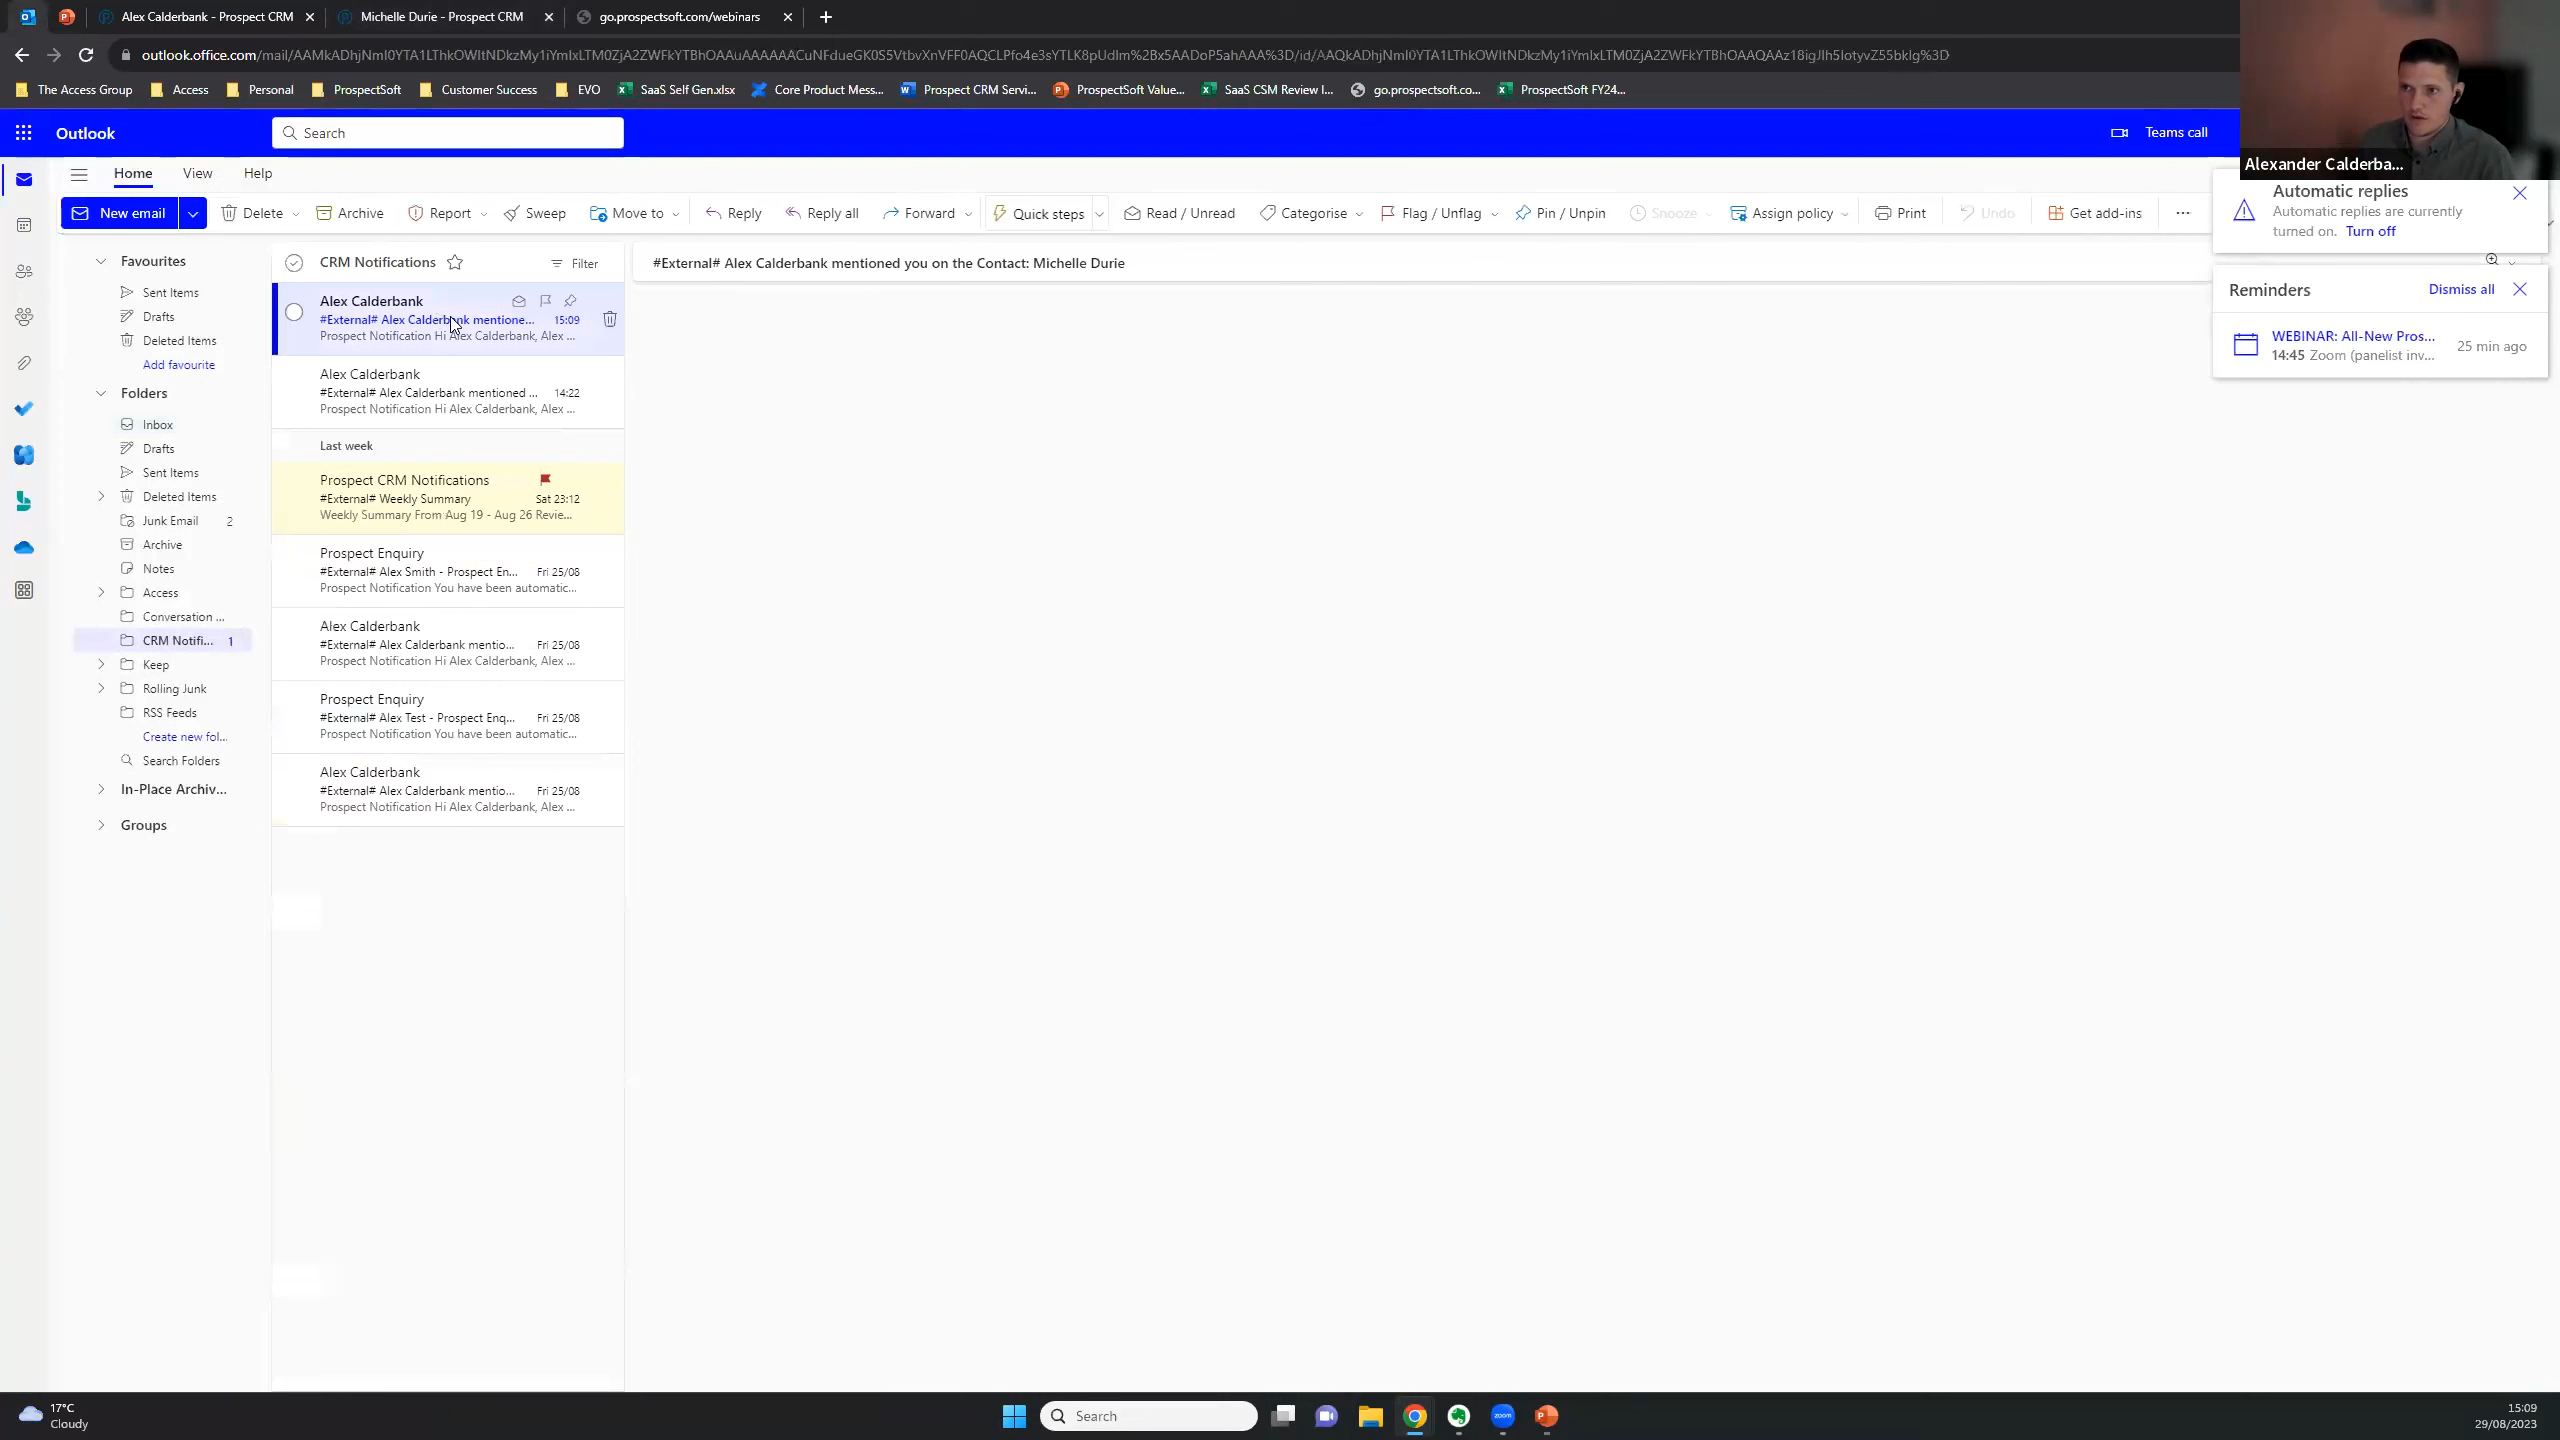 Alex Calderbank - Prospect CRM
Michelle Durie - Prospect CRM
go.prospectsoft.com/webinars
The Access Group
Access
Personal
ProspectSoft
Customer Success
EVO
SaaS Self Gen.xlsx
Core Product Mess...
Prospect CRM Servi...
ProspectSoft Value...
SaaS CSM Review I...
go.prospectsoft.co...
ProspectSoft FY24...
Outlook
Search
Teams call
Alexander Calderba...
Home
View
Help
New email
Delete
Archive
Report
Sweep
Move to
Reply
Reply all
Forward
Quick steps
Read / Unread
Categorise
Flag / Unflag
Pin / Unpin
Snooze
Assign policy
Print
Undo
Get add-ins
Automatic replies
Automatic replies are currently
turned on. Turn off
Reminders
Dismiss all
WEBINAR: All-New Pros...
14:45 Zoom (panelist inv...
25 min ago
Favourites
Sent Items
Drafts
Deleted Items
Add favourite
Folders
Inbox
Drafts
Sent Items
Deleted Items
Junk Email 2
Archive
Notes
Access
Conversation ...
CRM Notifi... 1
Keep
Rolling Junk
RSS Feeds
Create new fol...
Search Folders
In-Place Archiv...
Groups
CRM Notifications
Filter
Alex Calderbank
#External# Alex Calderbank mentione... 15:09
Prospect Notification Hi Alex Calderbank, Alex ...
Alex Calderbank
#External# Alex Calderbank mentioned ... 14:22
Prospect Notification Hi Alex Calderbank, Alex ...
Last week
Prospect CRM Notifications
#External# Weekly Summary Sat 23:12
Weekly Summary From Aug 19 - Aug 26 Revie...
Prospect Enquiry
#External# Alex Smith - Prospect En... Fri 25/08
Prospect Notification You have been automatic...
Alex Calderbank
#External# Alex Calderbank mentio... Fri 25/08
Prospect Notification Hi Alex Calderbank, Alex ...
Prospect Enquiry
#External# Alex Test - Prospect Enq... Fri 25/08
Prospect Notification You have been automatic...
Alex Calderbank
#External# Alex Calderbank mentio... Fri 25/08
Prospect Notification Hi Alex Calderbank, Alex ...
#External# Alex Calderbank mentioned you on the Contact: Michelle Durie
17°C
Cloudy
Search
zoom
15:09
29/08/2023